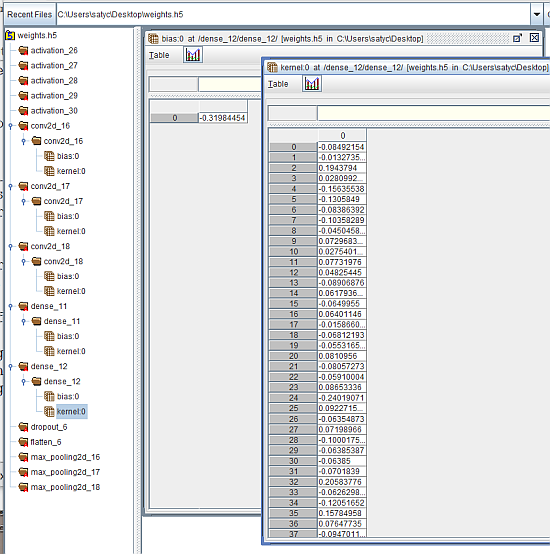 Recent Files C:\Users\satyc\Desktop\weights.h5
weights.h5
activation_26
activation_27
activation_28
activation_29
activation_30
conv2d_16
conv2d_16
bias:0
kernel:0
conv2d_17
conv2d_17
bias:0
kernel:0
conv2d_18
conv2d_18
bias:0
kernel:0
dense_11
dense_11
bias:0
kernel:0
dense_12
dense_12
bias:0
kernel:0
dropout_6
flatten_6
max_pooling2d_16
max_pooling2d_17
max_pooling2d_18
bias:0 at /dense_12/dense_12/ [weights.h5 in C:\Users\satyc\Desktop]
Table
0
0 -0.31984454
kernel:0 at /dense_12/dense_12/ [weights.h5 in C:\Users\satyc\Desktop]
Table
0
0 -0.08492154
1 -0.0132735...
2 0.1943794
3 0.0280992...
4 -0.15635538
5 -0.1305849
6 -0.08386392
7 -0.10358289
8 -0.0450458...
9 0.0729683...
10 0.0275401...
11 0.07731976
12 0.04825445
13 -0.08906876
14 0.0617936...
15 -0.0649955
16 0.06401146
17 -0.0158660...
18 -0.06812193
19 -0.0553165...
20 0.0810956
21 -0.08057273
22 -0.05910004
23 0.08653336
24 -0.24019071
25 0.0922715...
26 -0.06354873
27 0.07198966
28 -0.1000175...
29 -0.06385387
30 -0.06385
31 -0.0701839
32 0.20583776
33 -0.0626298...
34 -0.12051652
35 0.15784958
36 0.07647735
37 -0.0947011...